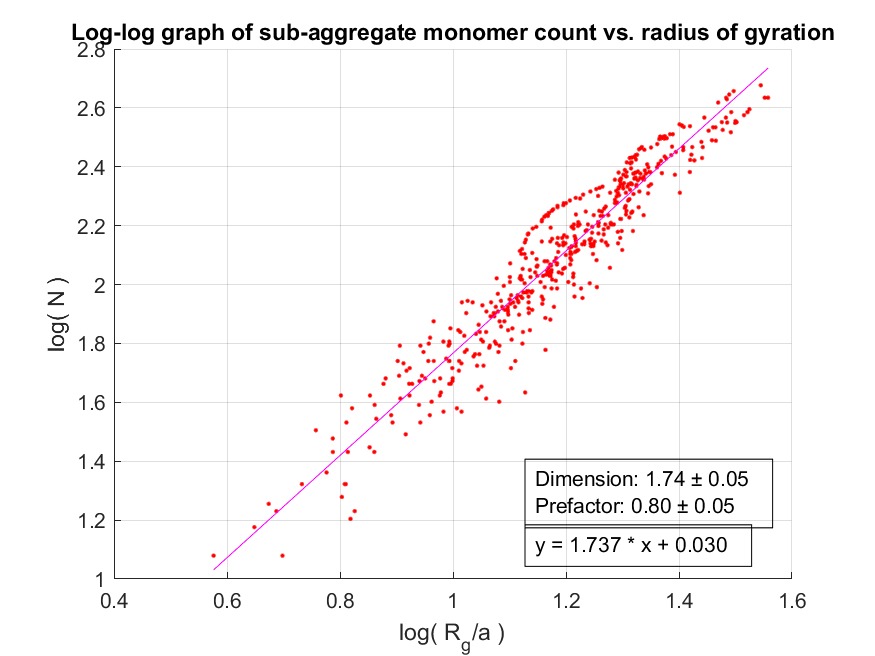 Log-log graph of sub-aggregate monomer count vs. radius of gyration
2.8
2.6
2.4
2.2
2
1.8
1.6
1.4
1.2
1
log( N )
Dimension: 1.74 ± 0.05
Prefactor: 0.80 ± 0.05
y = 1.737 * x + 0.030
0.4 0.6 0.8 1 1.2 1.4 1.6
log( R_g/a )